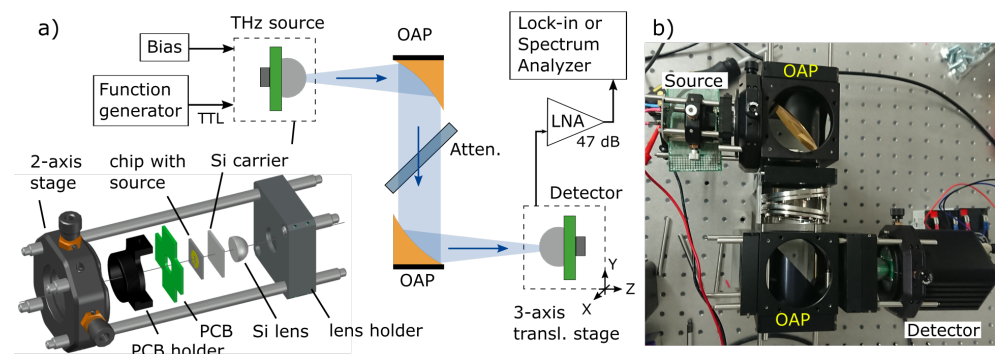 a)
THz source
Bias
Function
generator
TTL
OAP
Lock-in or
Spectrum
Analyzer
LNA
47 dB
Atten.
Detector
OAP
Y
Z
X
3-axis
transl. stage
2-axis
stage
chip with
source
Si carrier
PCB
Si lens
lens holder
PCB holder
b)
Source
OAP
OAP
Detector